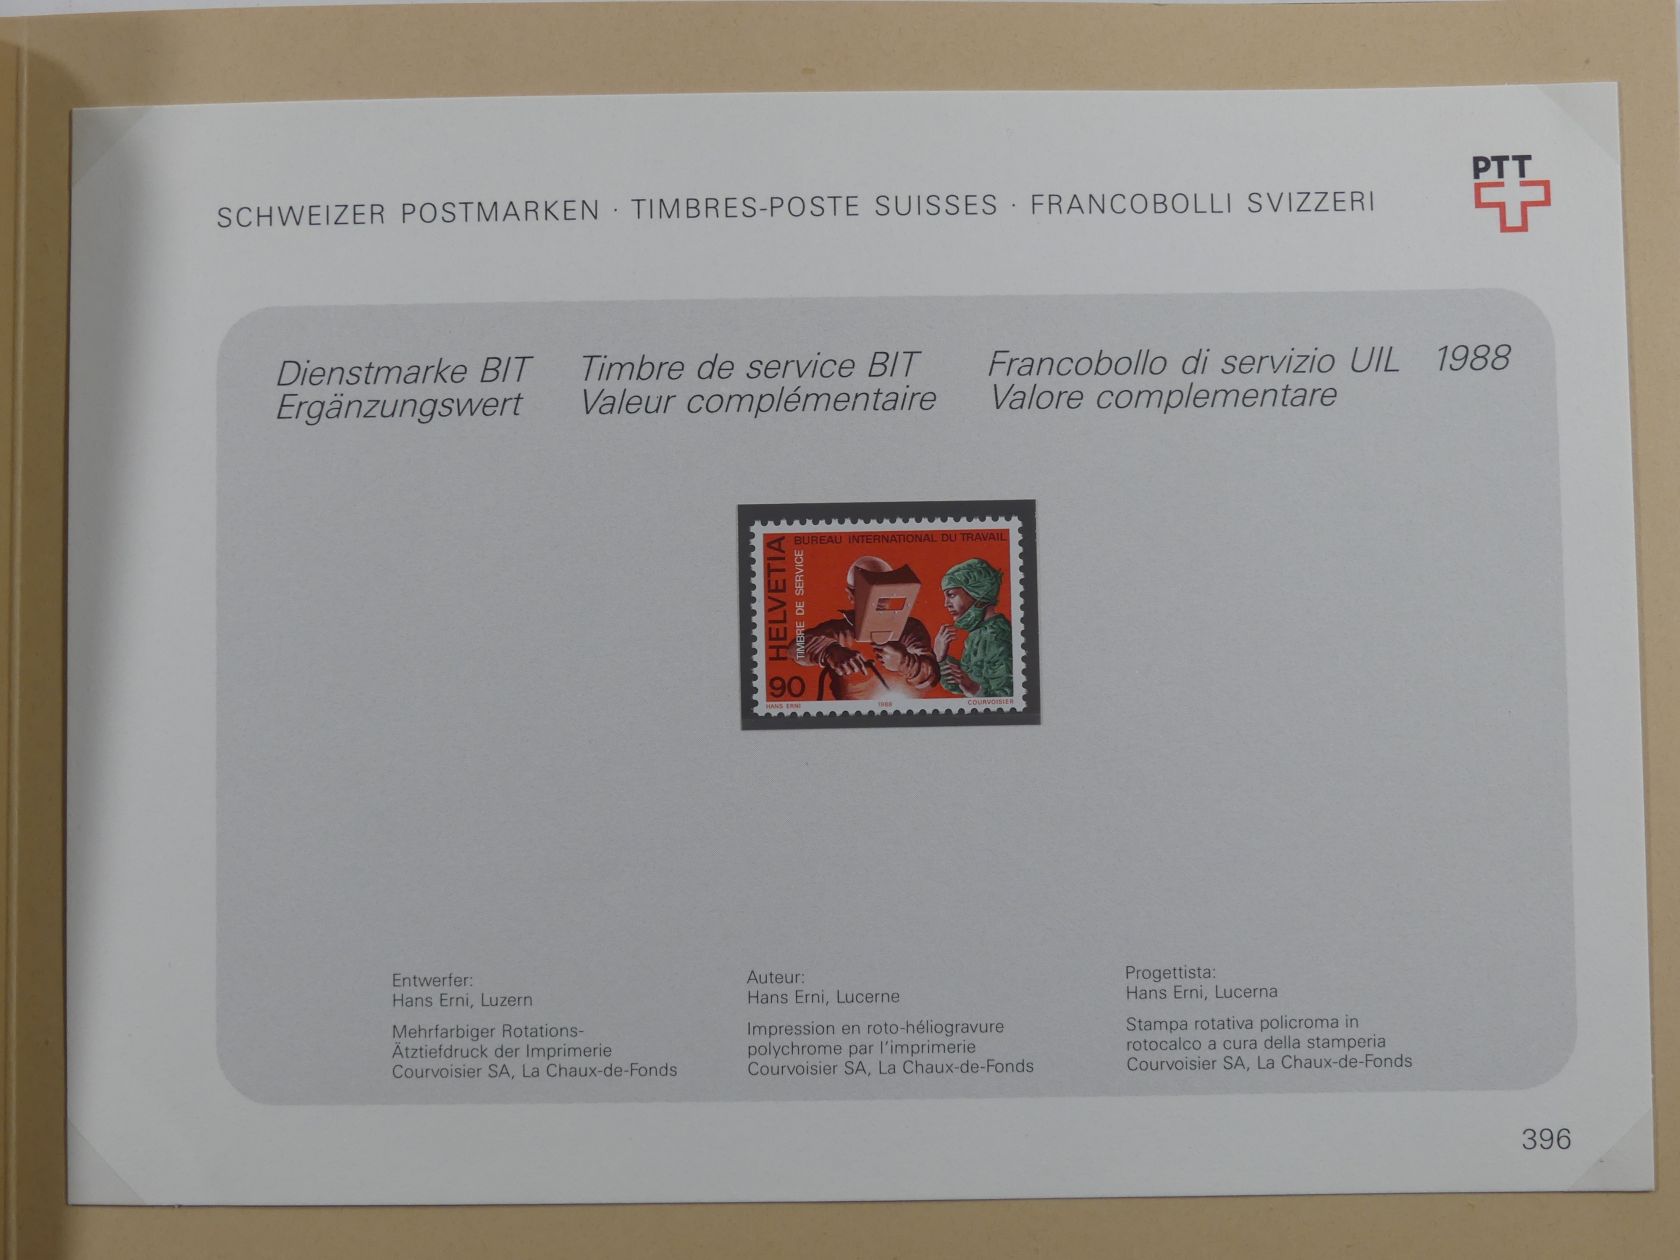 PTT
SCHWEIZER POSTMARKEN · TIMBRES-POSTE SUISSES · FRANCOBOLLI SVIZZERI
Dienstmarke BIT
Ergänzungswert
Timbre de service BIT
Valeur complémentaire
Francobollo di servizio UIL 1988
Valore complementare
BUREAU INTERNATIONAL DU TRAVAIL
HELVETIA
TIMBRE DE SERVICE
90
HANS ERNI 1988 COURVOISIER
Entwerfer:
Hans Erni, Luzern
Mehrfarbiger Rotations-
Ätztiefdruck der Imprimerie
Courvoisier SA, La Chaux-de-Fonds
Auteur:
Hans Erni, Lucerne
Impression en roto-héliogravure
polychrome par l'imprimerie
Courvoisier SA, La Chaux-de-Fonds
Progettista:
Hans Erni, Lucerna
Stampa rotativa policroma in
rotocalco a cura della stamperia
Courvoisier SA, La Chaux-de-Fonds
396